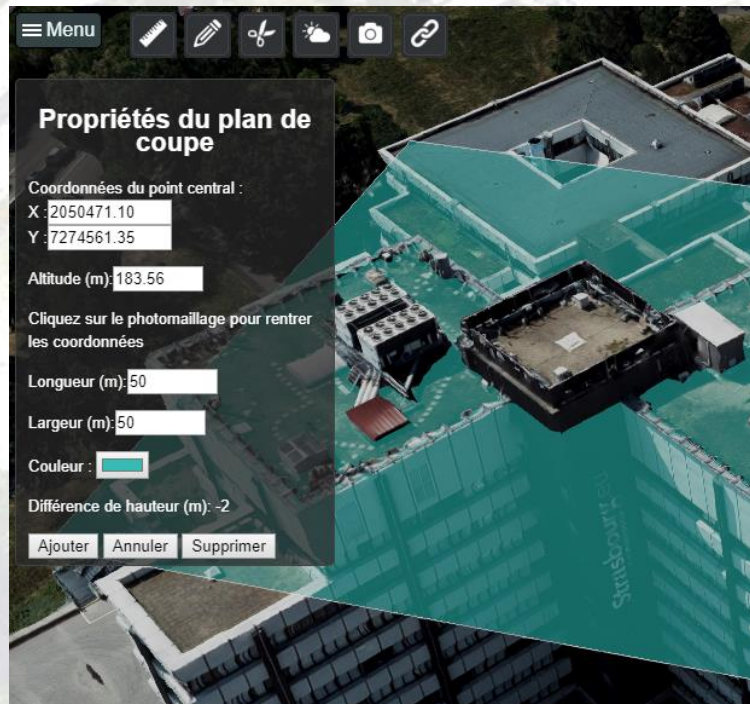 Menu
Propriétés du plan de
coupe
Coordonnées du point central :
X : 2050471.10
Y : 7274561.35
Altitude (m): 183.56
Cliquez sur le photomaillage pour rentrer
les coordonnées
Longueur (m): 50
Largeur (m): 50
Couleur :
Différence de hauteur (m): -2
Ajouter Annuler Supprimer
Strasbourg.eu